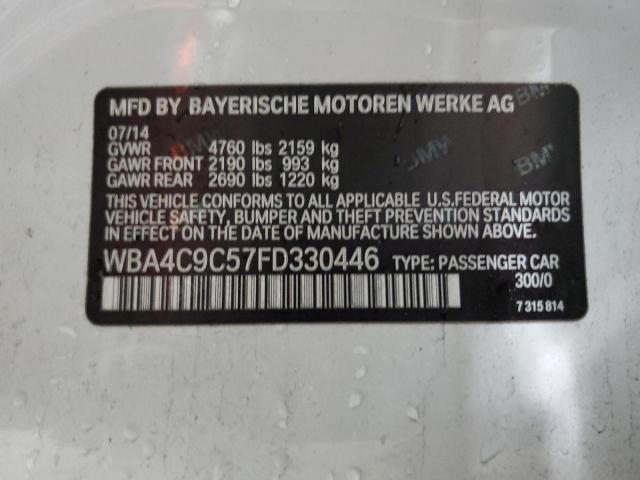 MFD BY BAYERISCHE MOTOREN WERKE AG
07/14
GVWR 4760 lbs 2159 kg
GAWR FRONT 2190 lbs 993 kg
GAWR REAR 2690 lbs 1220 kg
THIS VEHICLE CONFORMS TO ALL APPLICABLE U.S.FEDERAL MOTOR
VEHICLE SAFETY, BUMPER AND THEFT PREVENTION STANDARDS
IN EFFECT ON THE DATE OF MANUFACTURE SHOWN ABOVE.
WBA4C9C57FD330446 TYPE: PASSENGER CAR
300/0
7 315 814
BMW
BMW
BMW